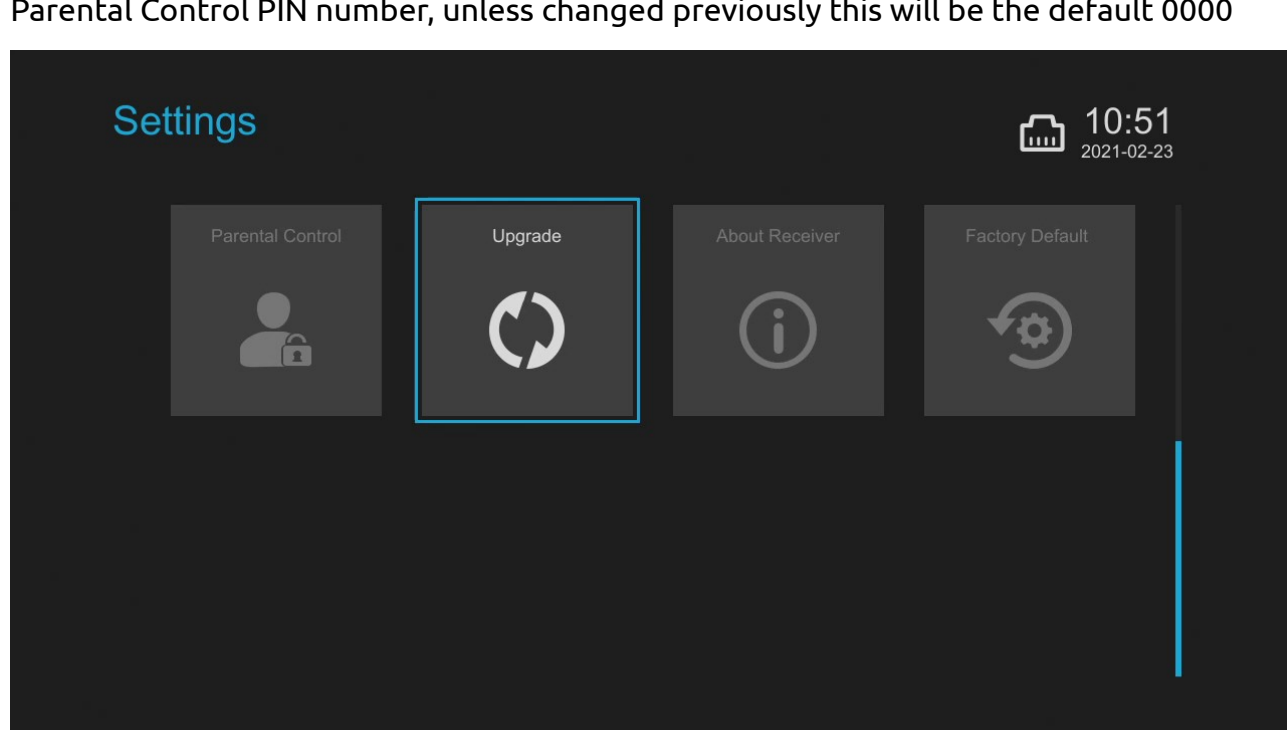 Parental Control PIN number, unless changed previously this will be the default 0000
Settings
10:51
2021-02-23
Parental Control
Upgrade
About Receiver
Factory Default